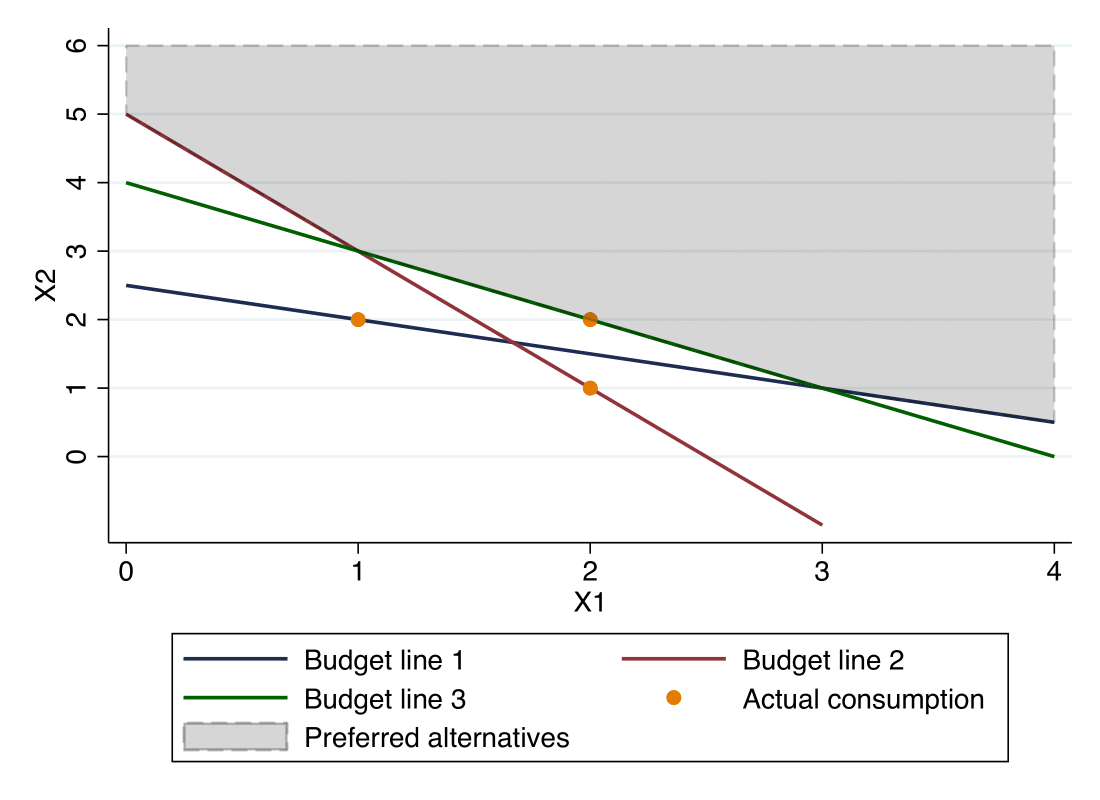 6
5
4
3
2
1
0
X2
0 1 2 3 4
X1
Budget line 1 Budget line 2
Budget line 3 Actual consumption
Preferred alternatives